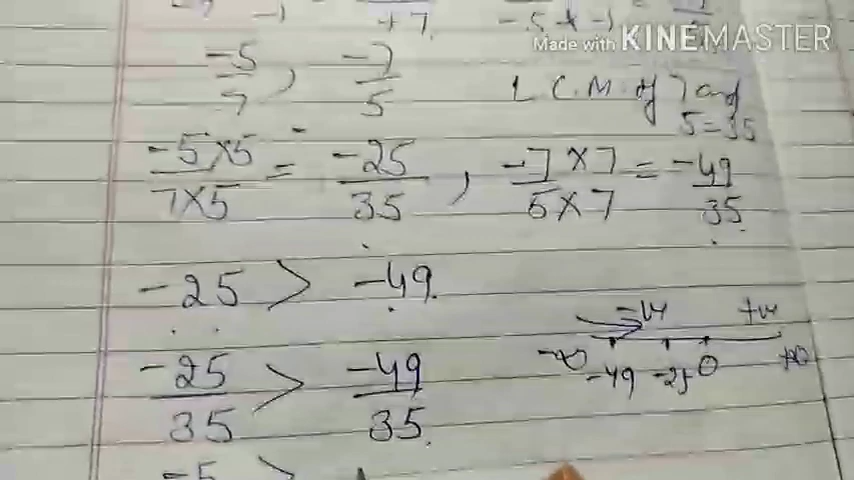 -5/7 , -7/5
Made with KINEMASTER
L C.M. of 7 and 5 = 35
-5×5/7×5 = -25/35 , -7×7/5×7 = -49/35
-25 > -49
-∞ -49 -25 0 +∞
-ve +ve
-25/35 > -49/35
-5 >